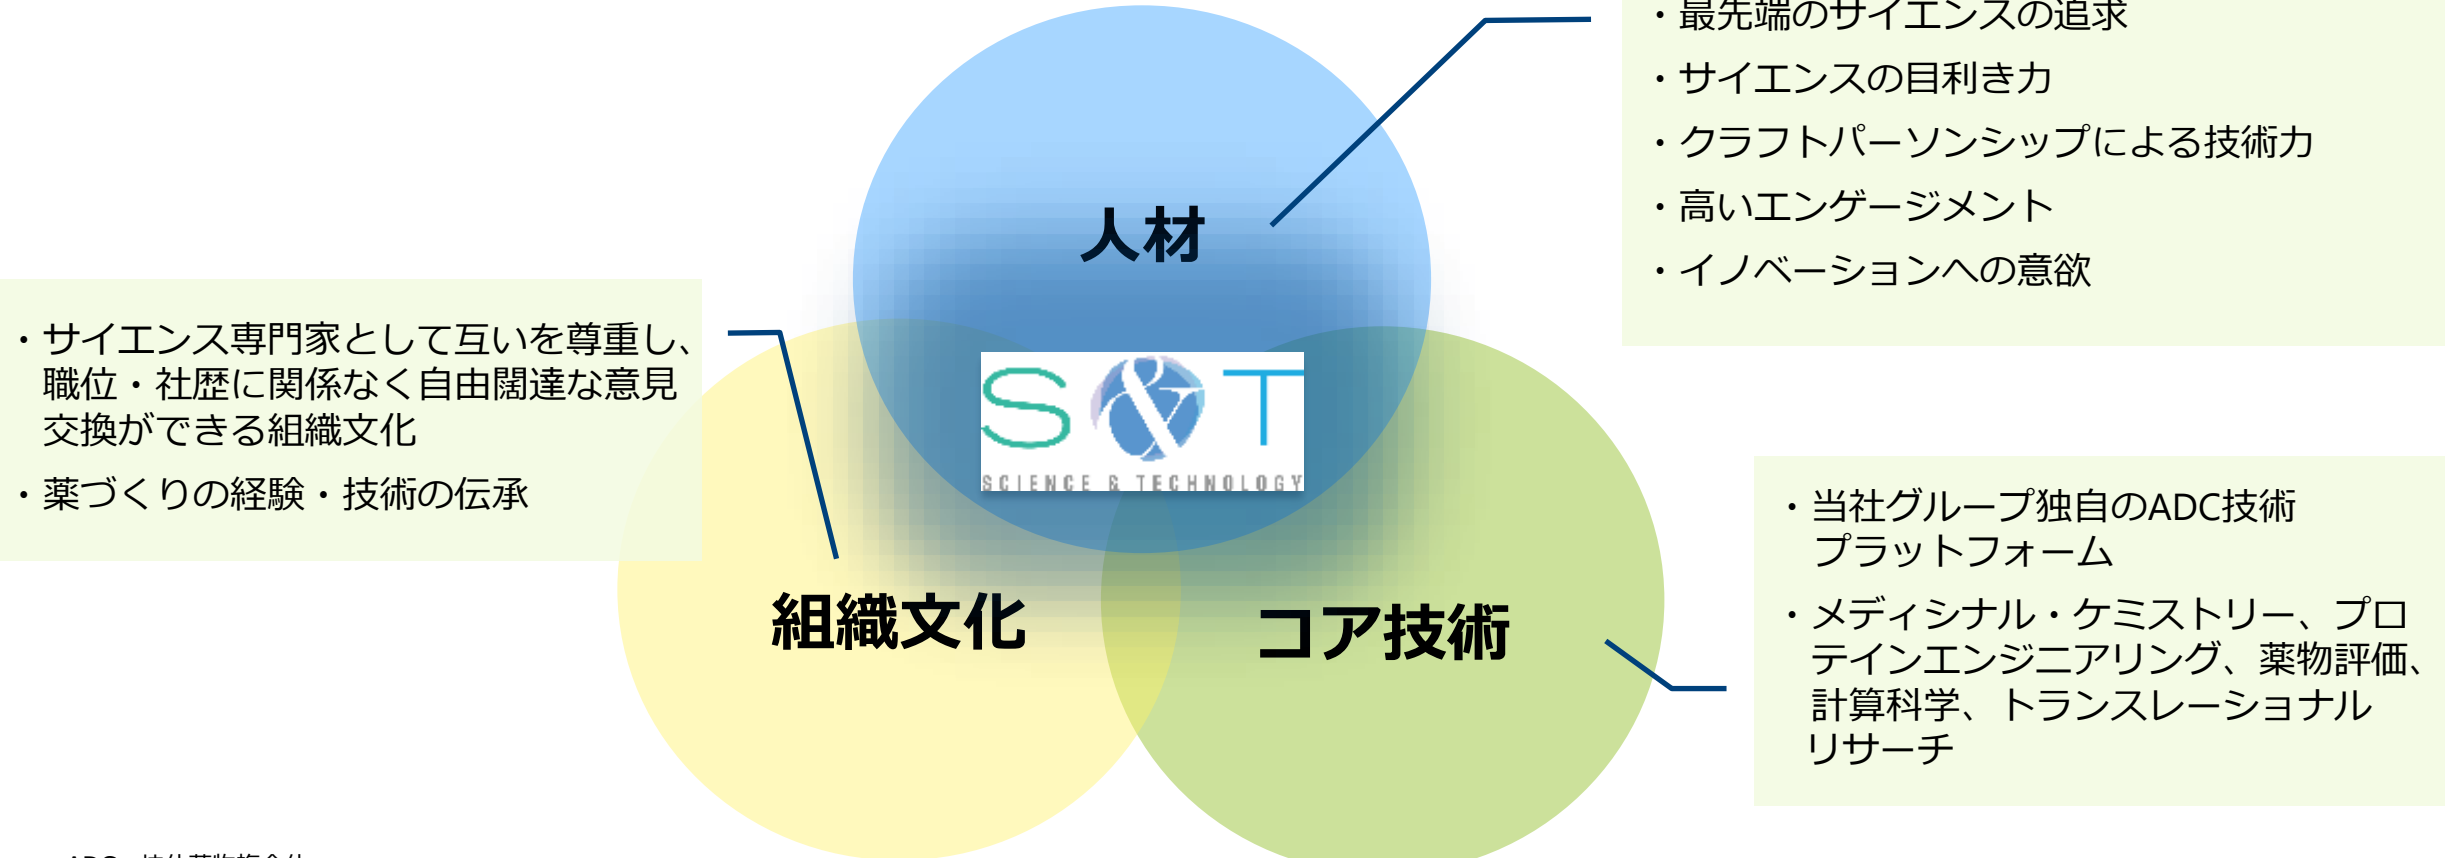 ・最先端のサイエンスの追求
・サイエンスの目利き力
・クラフトパーソンシップによる技術力
・高いエンゲージメント
・イノベーションへの意欲
人材
・サイエンス専門家として互いを尊重し、
職位・社歴に関係なく自由闊達な意見
交換ができる組織文化
・薬づくりの経験・技術の伝承
S&T
SCIENCE & TECHNOLOGY
組織文化
コア技術
・当社グループ独自のADC技術
プラットフォーム
・メディシナル・ケミストリー、プロ
テインエンジニアリング、薬物評価、
計算科学、トランスレーショナル
リサーチ